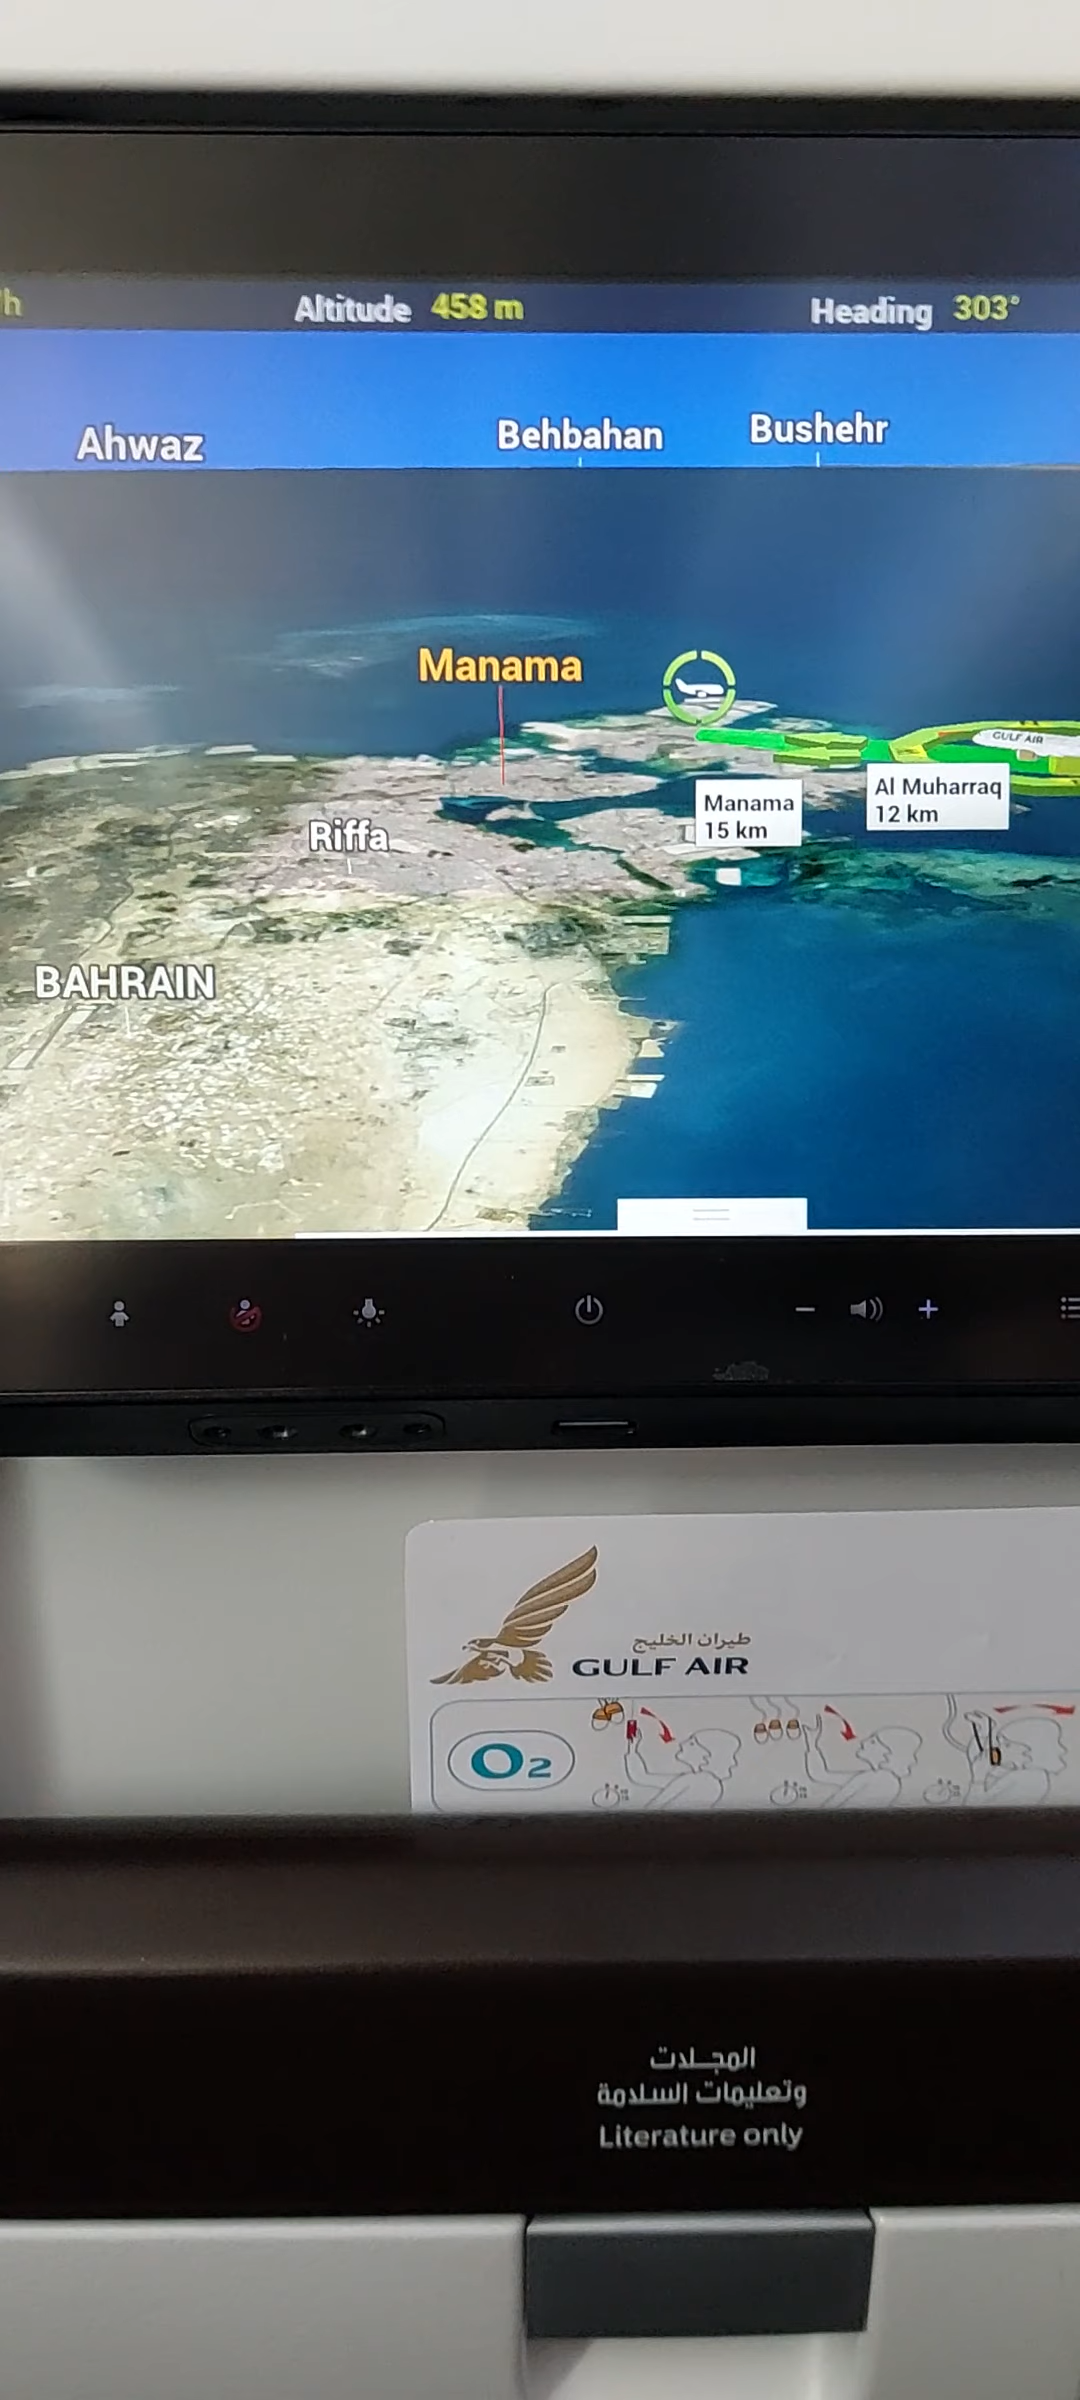 Altitude 458 m
Heading 303°
Ahwaz
Behbahan
Bushehr
Manama
GULF AIR
Manama
15 km
Al Muharraq
12 km
Riffa
BAHRAIN
طيران الخليج
GULF AIR
O2
المجلات
وتعليمات السلامة
Literature only